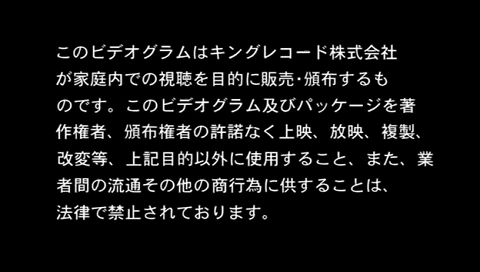 このビデオグラムはキングレコード株式会社
が家庭内での視聴を目的に販売・頒布するも
のです。このビデオグラム及びパッケージを著
作権者、頒布権者の許諾なく上映、放映、複製、
改変等、上記目的以外に使用すること、また、業
者間の流通その他の商行為に供することは、
法律で禁止されております。